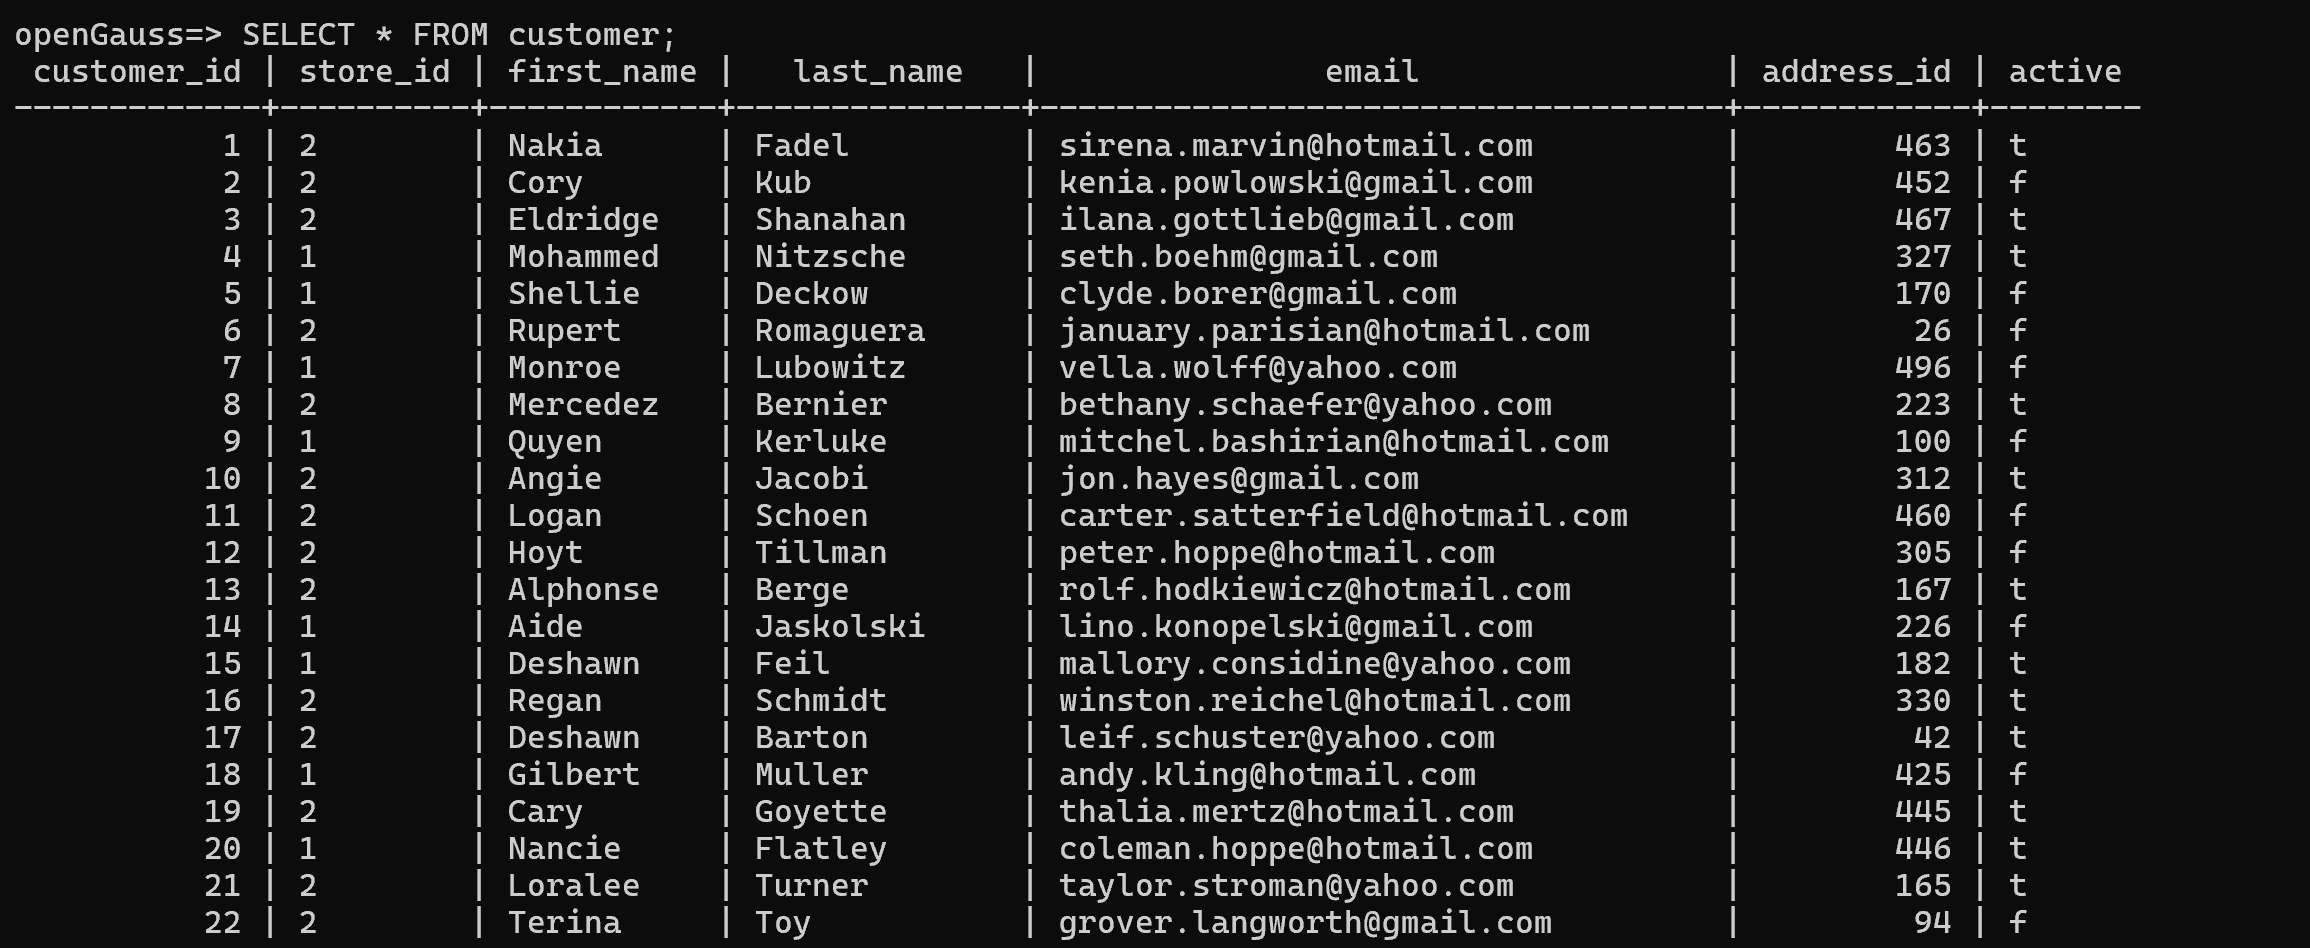 openGauss=> SELECT * FROM customer;
 customer_id | store_id | first_name |   last_name   |               email                | address_id | active
-------------+----------+------------+---------------+------------------------------------+------------+--------
           1 | 2        | Nakia      | Fadel         | sirena.marvin@hotmail.com          |        463 | t
           2 | 2        | Cory       | Kub           | kenia.powlowski@gmail.com          |        452 | f
           3 | 2        | Eldridge   | Shanahan      | ilana.gottlieb@gmail.com           |        467 | t
           4 | 1        | Mohammed   | Nitzsche      | seth.boehm@gmail.com               |        327 | t
           5 | 1        | Shellie    | Deckow        | clyde.borer@gmail.com              |        170 | f
           6 | 2        | Rupert     | Romaguera     | january.parisian@hotmail.com       |         26 | f
           7 | 1        | Monroe     | Lubowitz      | vella.wolff@yahoo.com              |        496 | f
           8 | 2        | Mercedez   | Bernier       | bethany.schaefer@yahoo.com         |        223 | t
           9 | 1        | Quyen      | Kerluke       | mitchel.bashirian@hotmail.com      |        100 | f
          10 | 2        | Angie      | Jacobi        | jon.hayes@gmail.com                |        312 | t
          11 | 2        | Logan      | Schoen        | carter.satterfield@hotmail.com     |        460 | f
          12 | 2        | Hoyt       | Tillman       | peter.hoppe@hotmail.com            |        305 | f
          13 | 2        | Alphonse   | Berge         | rolf.hodkiewicz@hotmail.com        |        167 | t
          14 | 1        | Aide       | Jaskolski     | lino.konopelski@gmail.com          |        226 | f
          15 | 1        | Deshawn    | Feil          | mallory.considine@yahoo.com        |        182 | t
          16 | 2        | Regan      | Schmidt       | winston.reichel@hotmail.com        |        330 | t
          17 | 2        | Deshawn    | Barton        | leif.schuster@yahoo.com            |         42 | t
          18 | 1        | Gilbert    | Muller        | andy.kling@hotmail.com             |        425 | f
          19 | 2        | Cary       | Goyette       | thalia.mertz@hotmail.com           |        445 | t
          20 | 1        | Nancie     | Flatley       | coleman.hoppe@hotmail.com          |        446 | t
          21 | 2        | Loralee    | Turner        | taylor.stroman@yahoo.com           |        165 | t
          22 | 2        | Terina     | Toy           | grover.langworth@gmail.com         |         94 | f